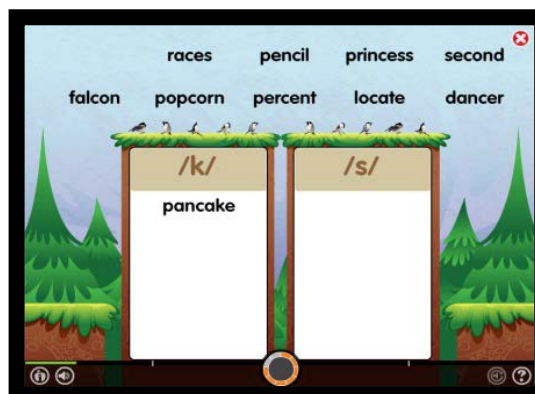 races pencil princess second
falcon popcorn percent locate dancer
/k/ /s/
pancake
?